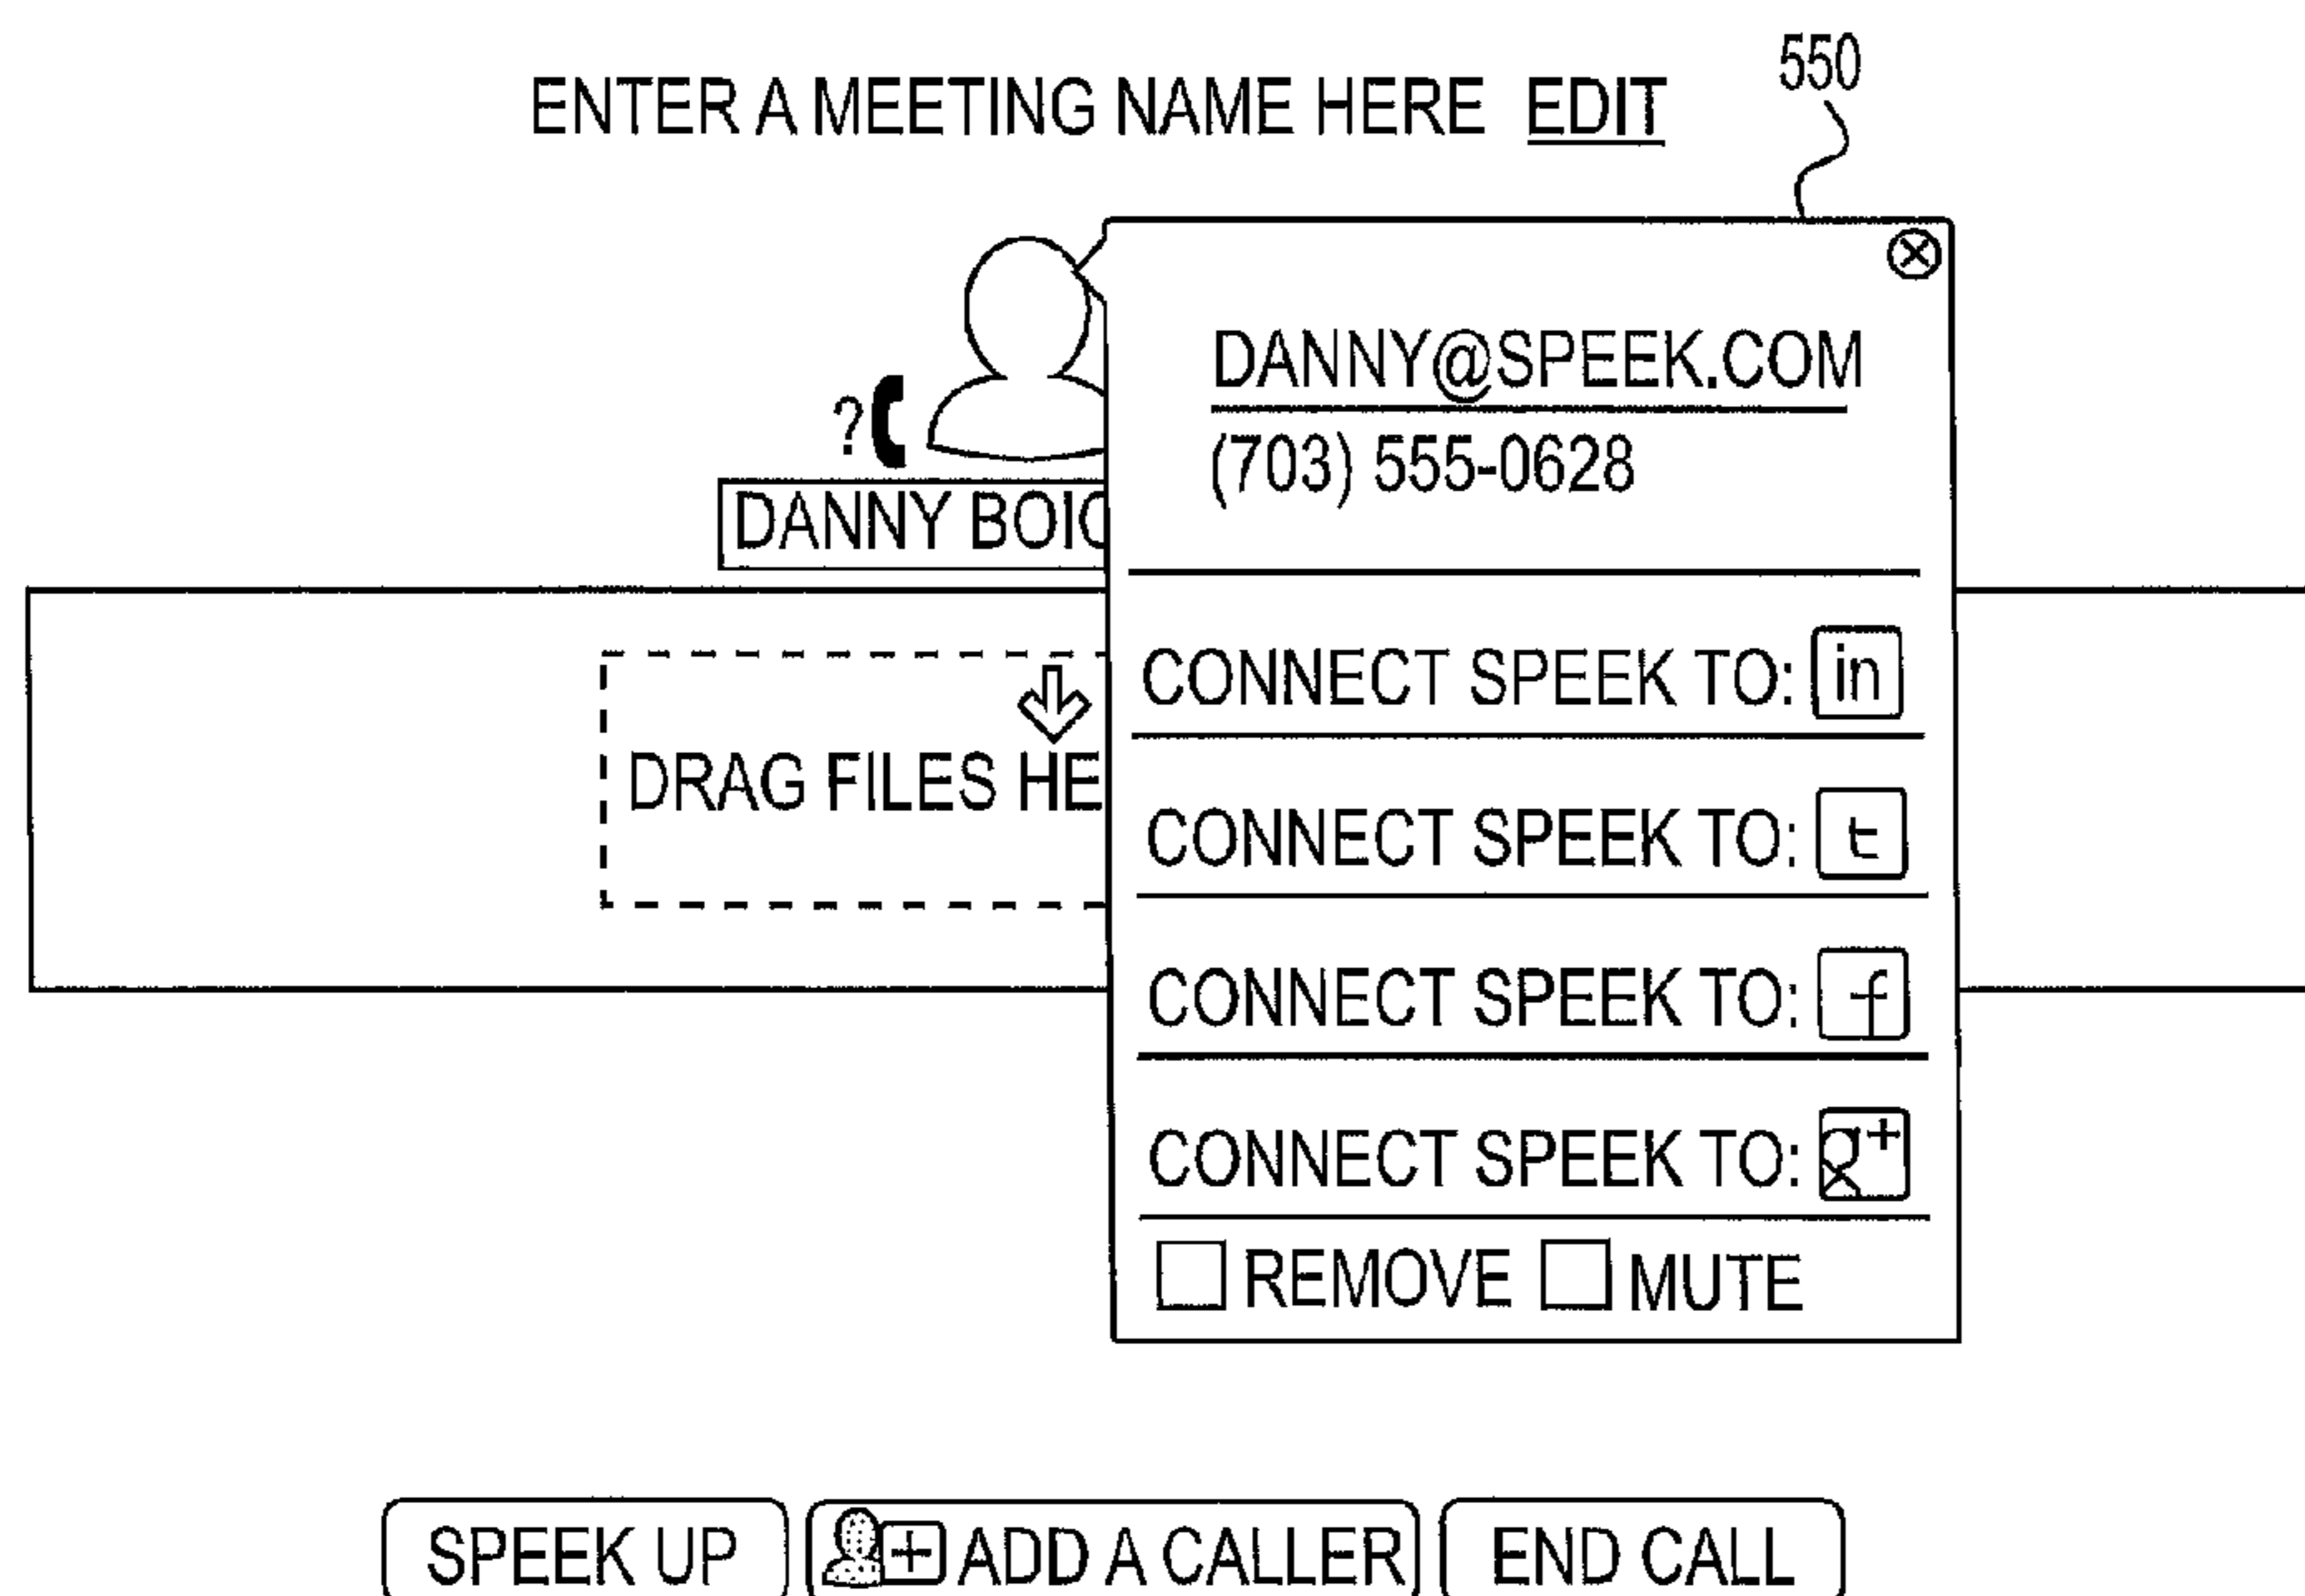 550
ENTER A MEETING NAME HERE EDIT
DANNY@SPEEK.COM
(703) 555-0628
?
DANNY BOIC
DRAG FILES HE
CONNECT SPEEK TO: in
CONNECT SPEEK TO: t
CONNECT SPEEK TO: f
CONNECT SPEEK TO: g+
REMOVE MUTE
SPEEK UP
ADD A CALLER
END CALL